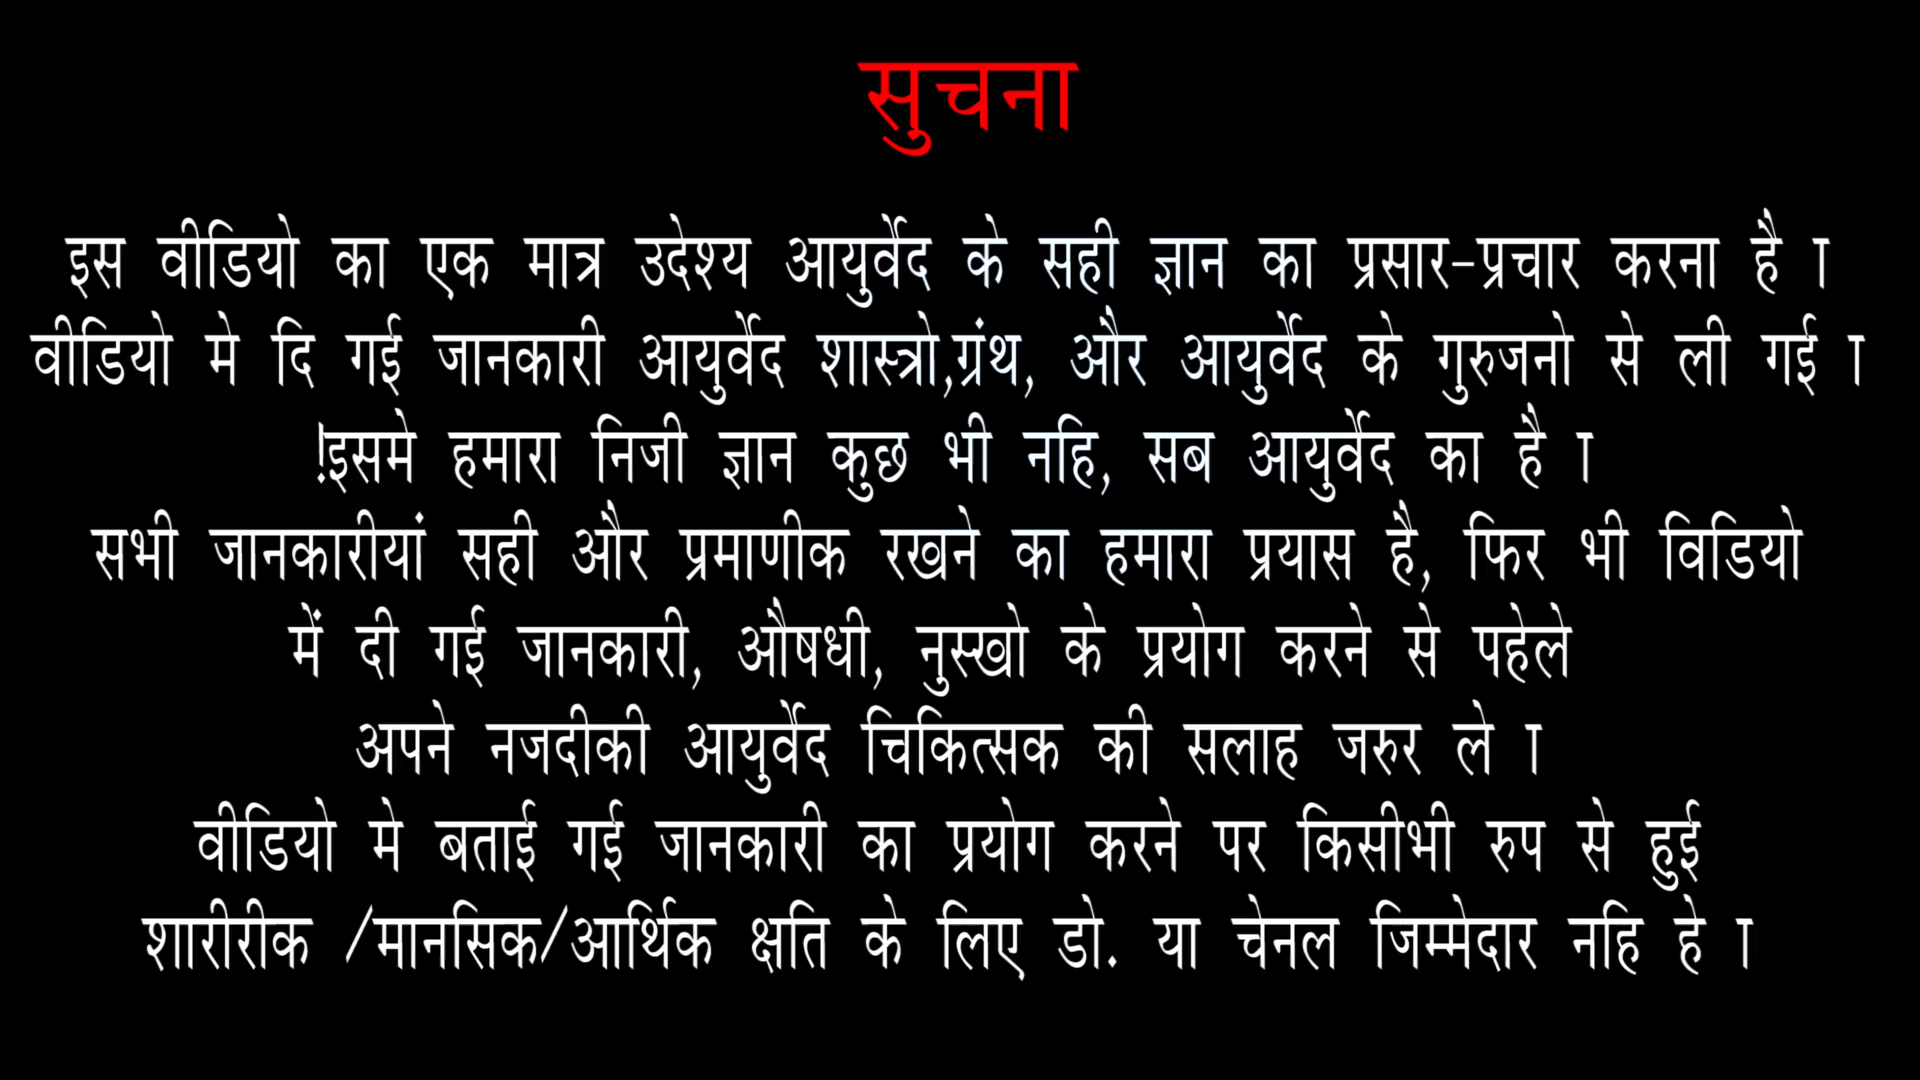 सुचना
इस वीडियो का एक मात्र उदेश्य आयुर्वेद के सही ज्ञान का प्रसार-प्रचार करना है ा
वीडियो मे दि गई जानकारी आयुर्वेद शास्त्रो,ग्रंथ, और आयुर्वेद के गुरुजनो से ली गई ा
!इसमे हमारा निजी ज्ञान कुछ भी नहि, सब आयुर्वेद का है ा
सभी जानकारीयां सही और प्रमाणीक रखने का हमारा प्रयास है, फिर भी विडियो
में दी गई जानकारी, औषधी, नुस्खो के प्रयोग करने से पहेले
अपने नजदीकी आयुर्वेद चिकित्सक की सलाह जरुर ले ा
वीडियो मे बताई गई जानकारी का प्रयोग करने पर किसीभी रुप से हुई
शारीरीक /मानसिक/आर्थिक क्षति के लिए डो. या चेनल जिम्मेदार नहि हे ा